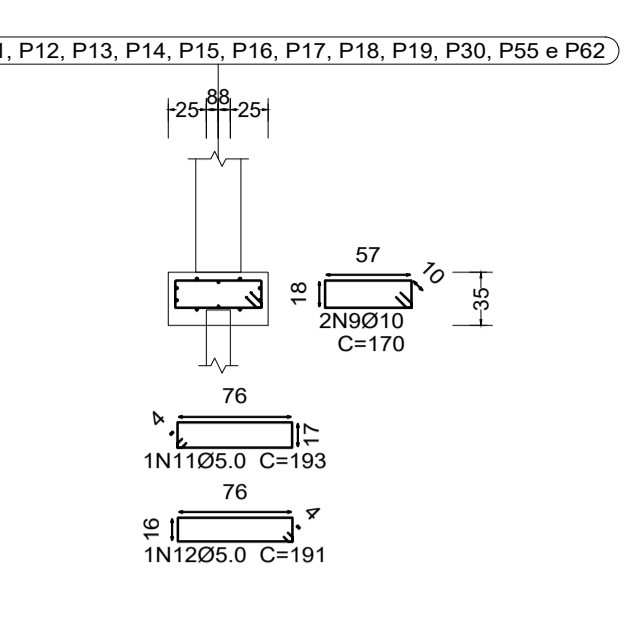 , P12, P13, P14, P15, P16, P17, P18, P19, P30, P55 e P62
25 8 8 25
57
10
18
35
2N9Ø10
C=170
76
4
17
1N11Ø5.0 C=193
76
16
4
1N12Ø5.0 C=191